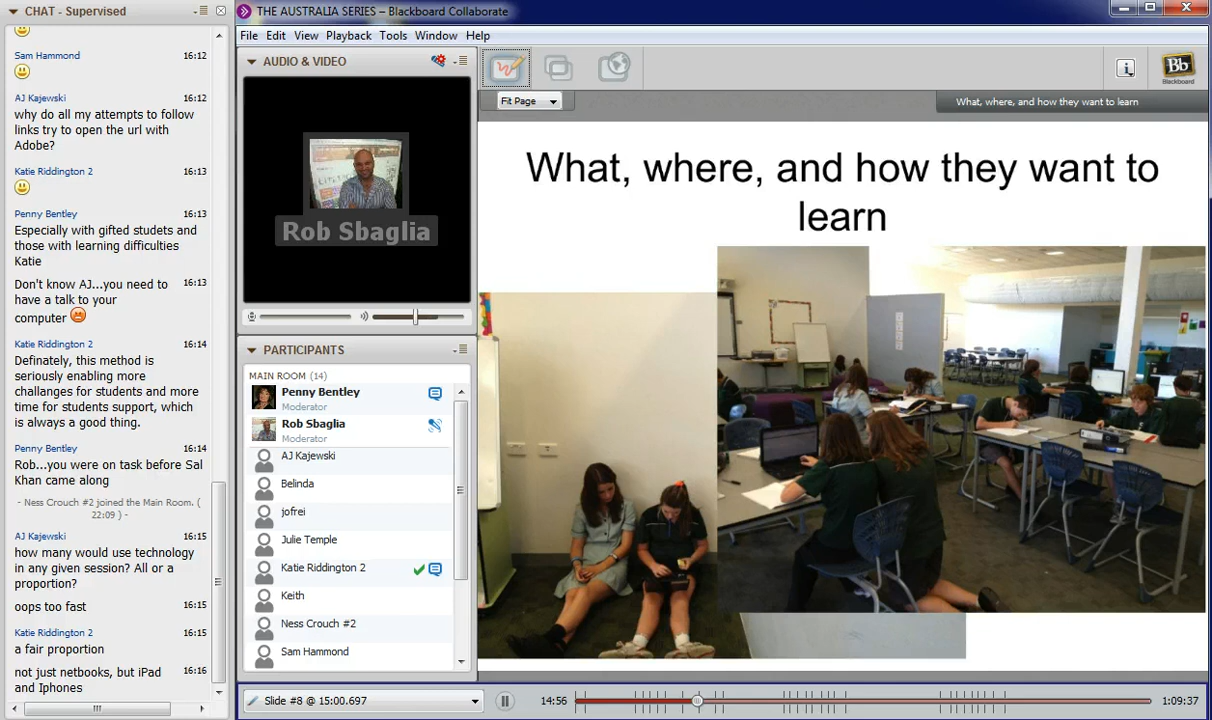 CHAT - Supervised
Sam Hammond 16:12
AJ Kajewski 16:12
why do all my attempts to follow
links try to open the url with
Adobe?
Katie Riddington 2 16:13
Penny Bentley 16:13
Especially with gifted studets and
those with learning difficulties
Katie
Don't know AJ...you need to 16:13
have a talk to your
computer
Katie Riddington 2 16:14
Definately, this method is
seriously enabling more
challanges for students and more
time for students support, which
is always a good thing.
Penny Bentley 16:14
Rob...you were on task before Sal
Khan came along
- Ness Crouch #2 joined the Main Room. (
22:09 ) -
AJ Kajewski 16:15
how many would use technology
in any given session? All or a
proportion?
oops too fast 16:15
Katie Riddington 2 16:15
a fair proportion
not just netbooks, but iPad 16:16
and Iphones
THE AUSTRALIA SERIES – Blackboard Collaborate
File Edit View Playback Tools Window Help
AUDIO & VIDEO
Rob Sbaglia
PARTICIPANTS
MAIN ROOM (14)
Penny Bentley
Moderator
Rob Sbaglia
Moderator
AJ Kajewski
Belinda
jofrei
Julie Temple
Katie Riddington 2
Keith
Ness Crouch #2
Sam Hammond
Bb
Blackboard
Fit Page
What, where, and how they want to learn
What, where, and how they want to
learn
Slide #8 @ 15:00.697
14:56
1:09:37